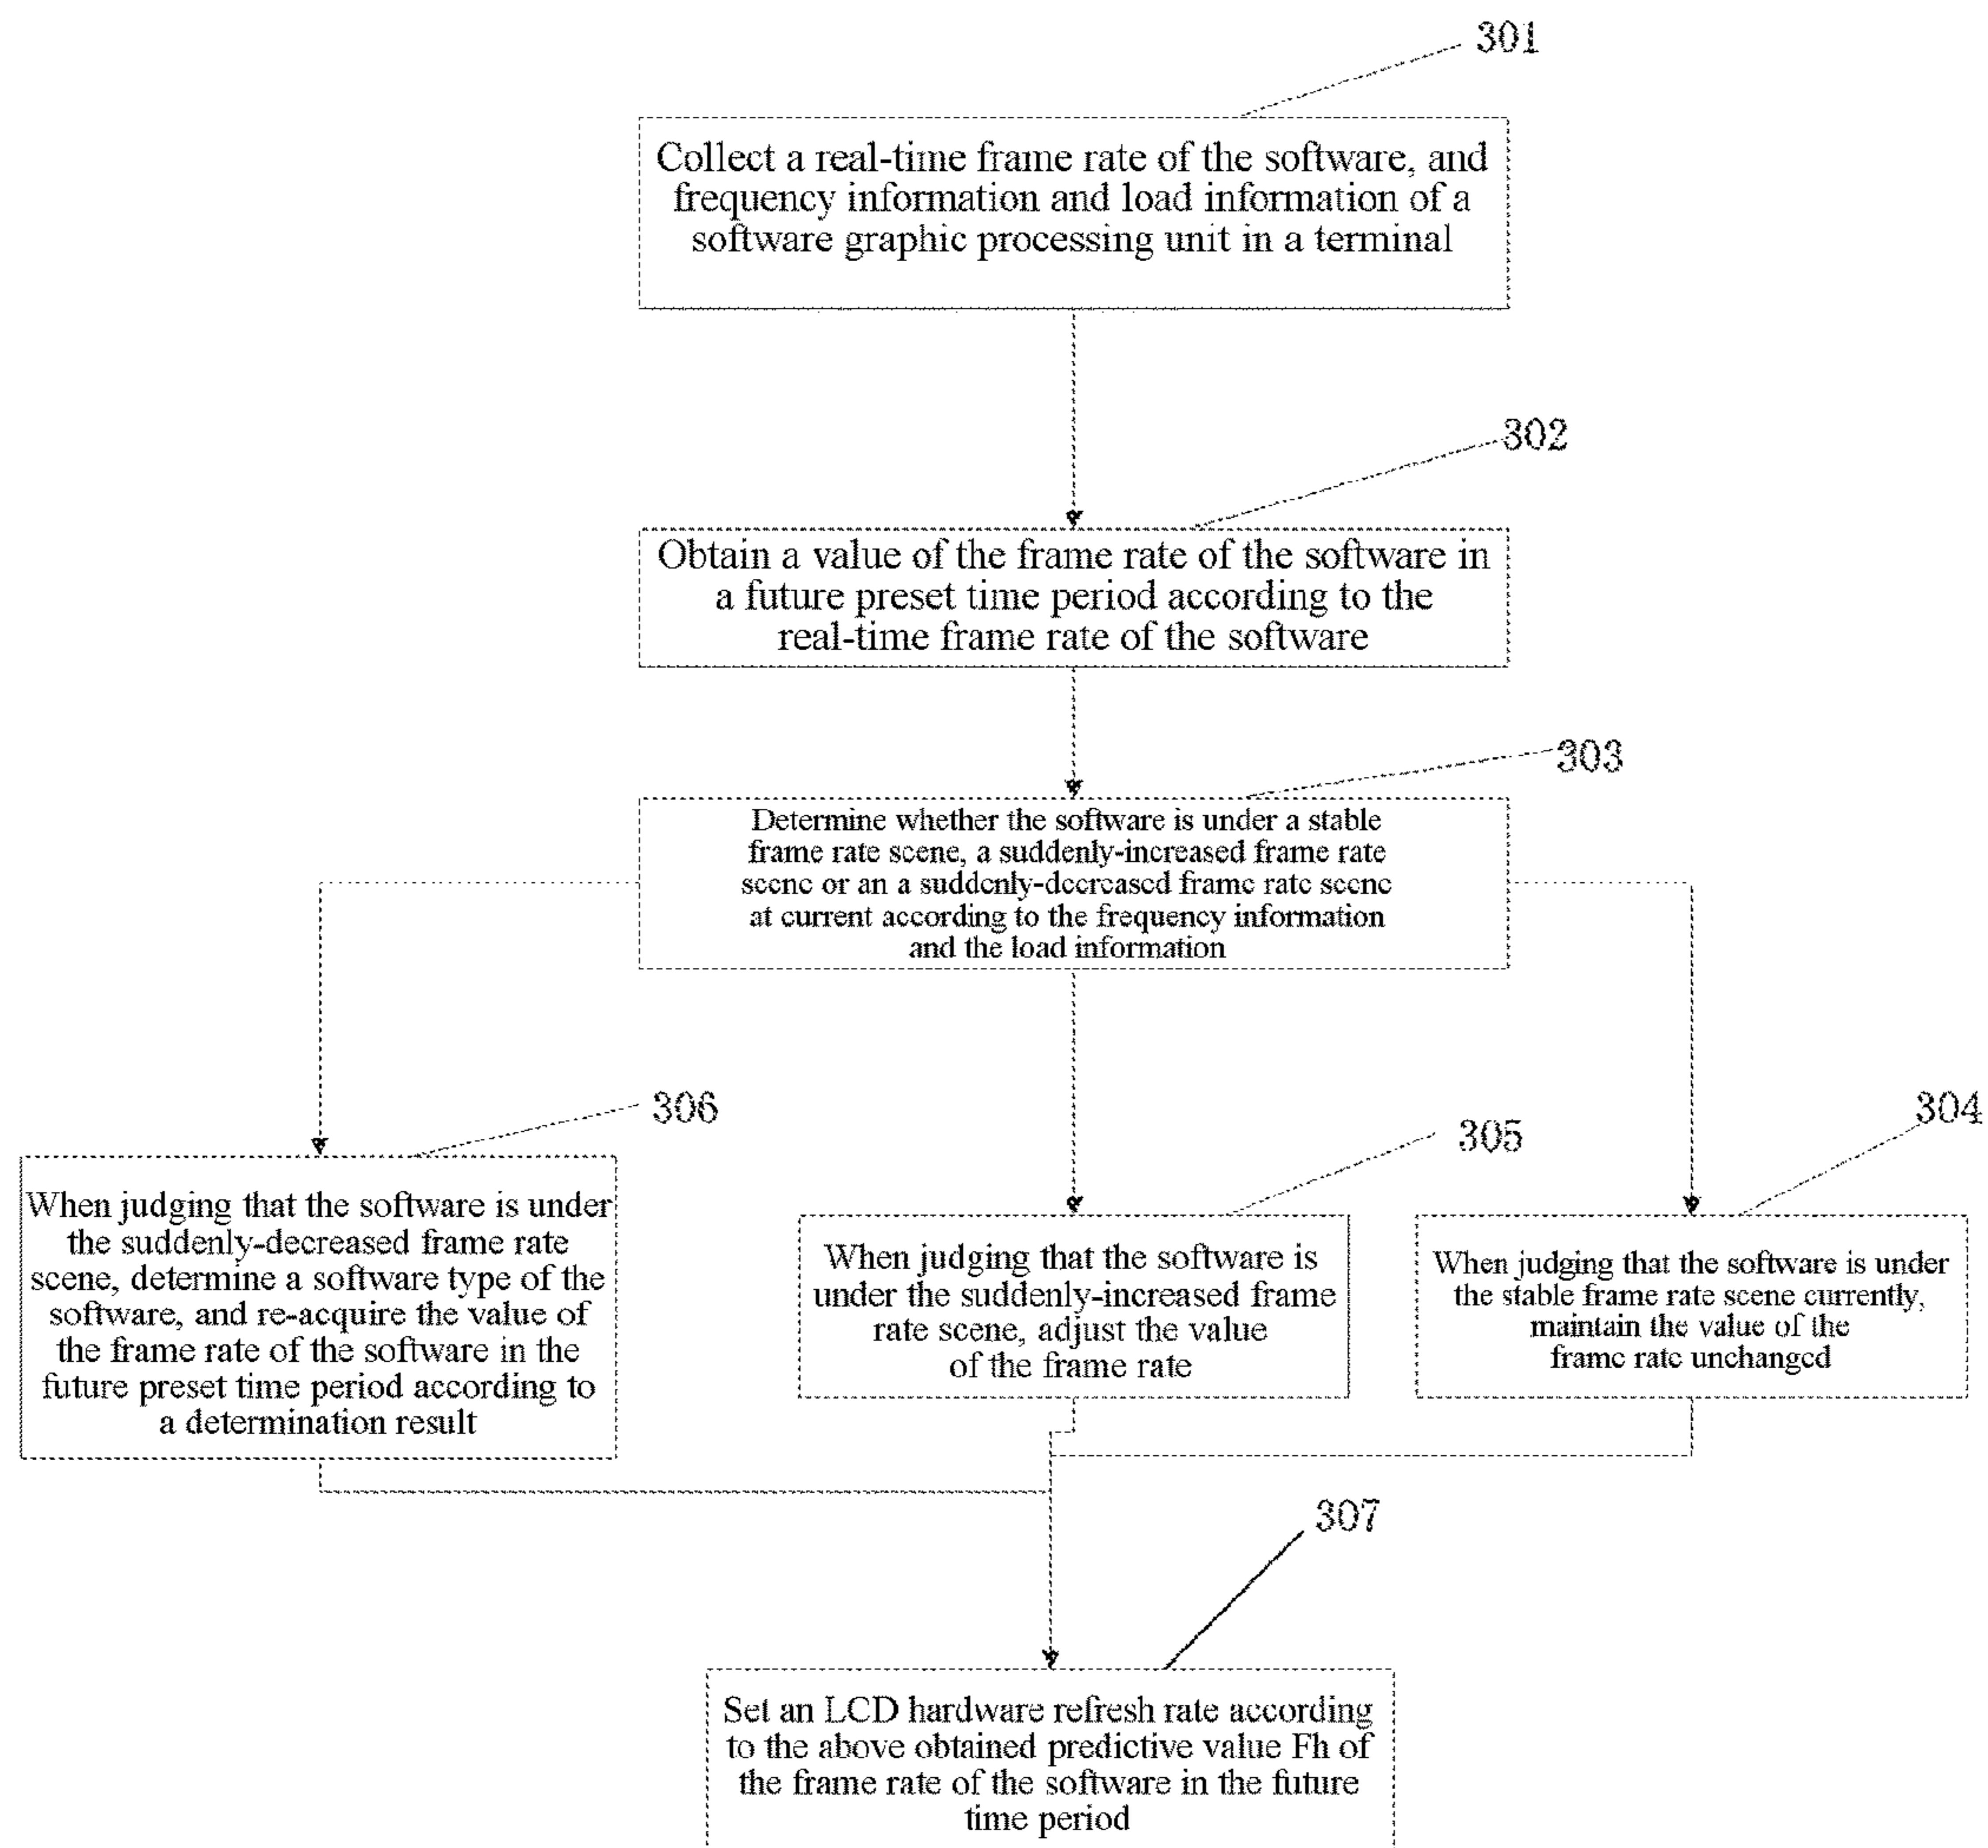 301
Collect a real-time frame rate of the software, and
frequency information and load information of a
software graphic processing unit in a terminal
302
Obtain a value of the frame rate of the software in
a future preset time period according to the
real-time frame rate of the software
303
Determine whether the software is under a stable
frame rate scene, a suddenly-increased frame rate
scene or an a suddenly-decreased frame rate scene
at current according to the frequency information
and the load information
306
When judging that the software is under
the suddenly-decreased frame rate
scene, determine a software type of the
software, and re-acquire the value of
the frame rate of the software in the
future preset time period according to
a determination result
305
When judging that the software is
under the suddenly-increased frame
rate scene, adjust the value
of the frame rate
304
When judging that the software is under
the stable frame rate scene currently,
maintain the value of the
frame rate unchanged
307
Set an LCD hardware refresh rate according
to the above obtained predictive value Fh of
the frame rate of the software in the future
time period